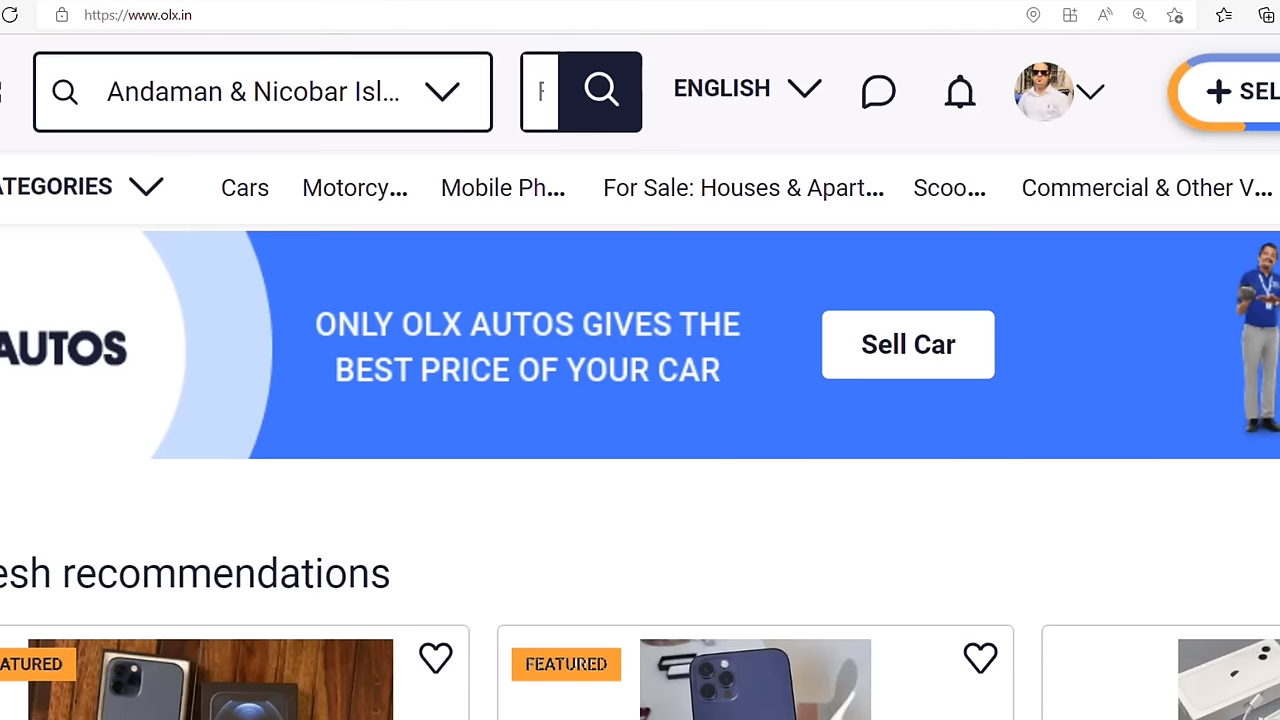 https://www.olx.in
Andaman & Nicobar Isl...
ENGLISH
SEL
ATEGORIES
Cars
Motorcy...
Mobile Ph...
For Sale: Houses & Apart...
Scoo...
Commercial & Other V...
AUTOS
ONLY OLX AUTOS GIVES THE
BEST PRICE OF YOUR CAR
Sell Car
esh recommendations
ATURED
FEATURED